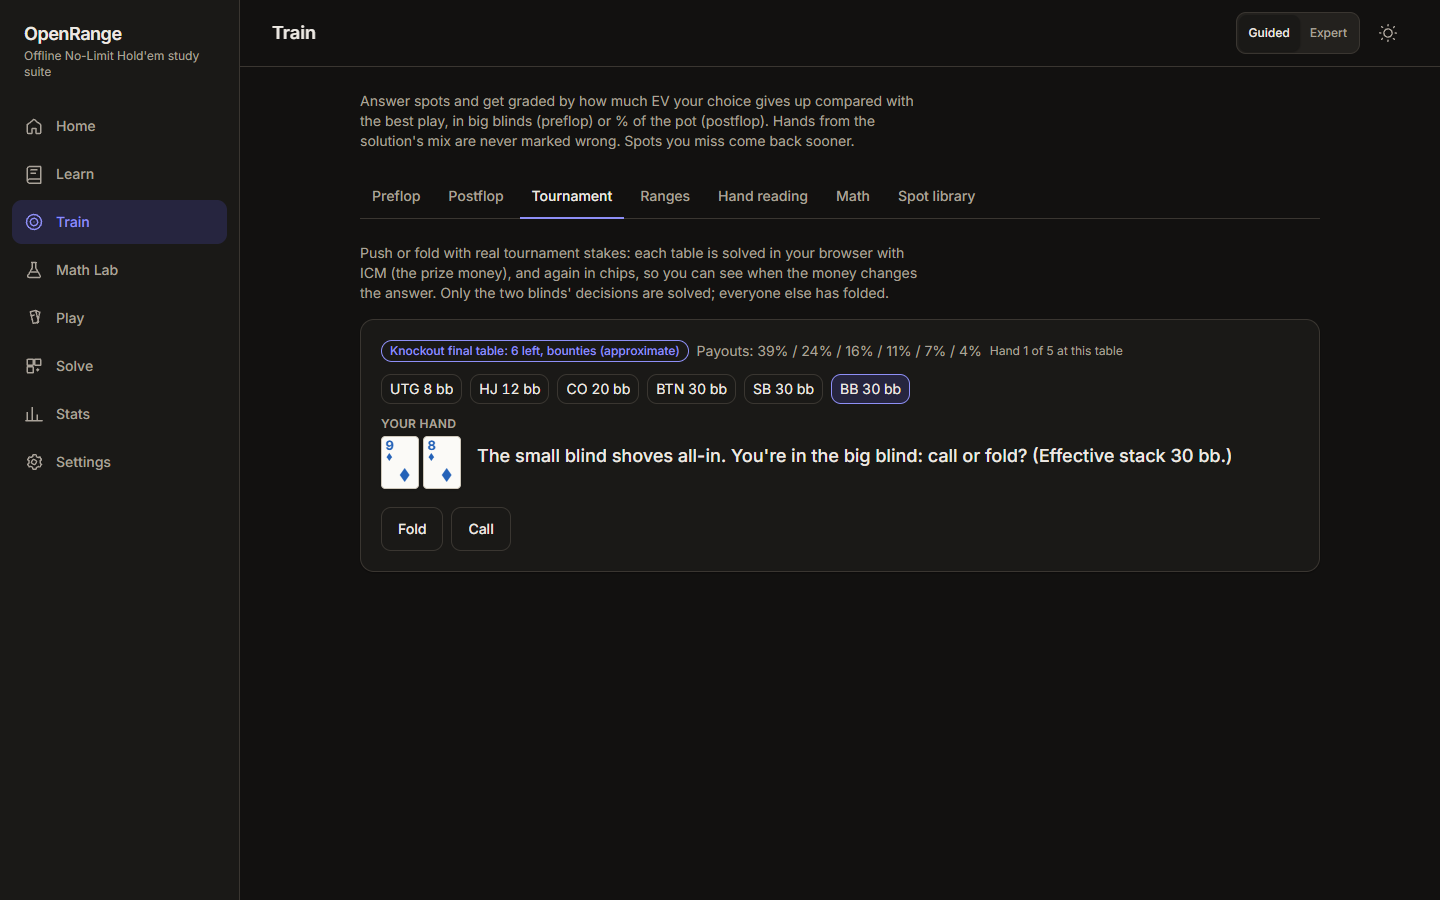 OpenRange
Offline No-Limit Hold'em study
suite
Home
Learn
Train
Math Lab
Play
Solve
Stats
Settings
Train
Guided
Expert
Answer spots and get graded by how much EV your choice gives up compared with
the best play, in big blinds (preflop) or % of the pot (postflop). Hands from the
solution's mix are never marked wrong. Spots you miss come back sooner.
Preflop
Postflop
Tournament
Ranges
Hand reading
Math
Spot library
Push or fold with real tournament stakes: each table is solved in your browser with
ICM (the prize money), and again in chips, so you can see when the money changes
the answer. Only the two blinds' decisions are solved; everyone else has folded.
Knockout final table: 6 left, bounties (approximate)
Payouts: 39% / 24% / 16% / 11% / 7% / 4%
Hand 1 of 5 at this table
UTG 8 bb
HJ 12 bb
CO 20 bb
BTN 30 bb
SB 30 bb
BB 30 bb
YOUR HAND
9
8
The small blind shoves all-in. You're in the big blind: call or fold? (Effective stack 30 bb.)
Fold
Call